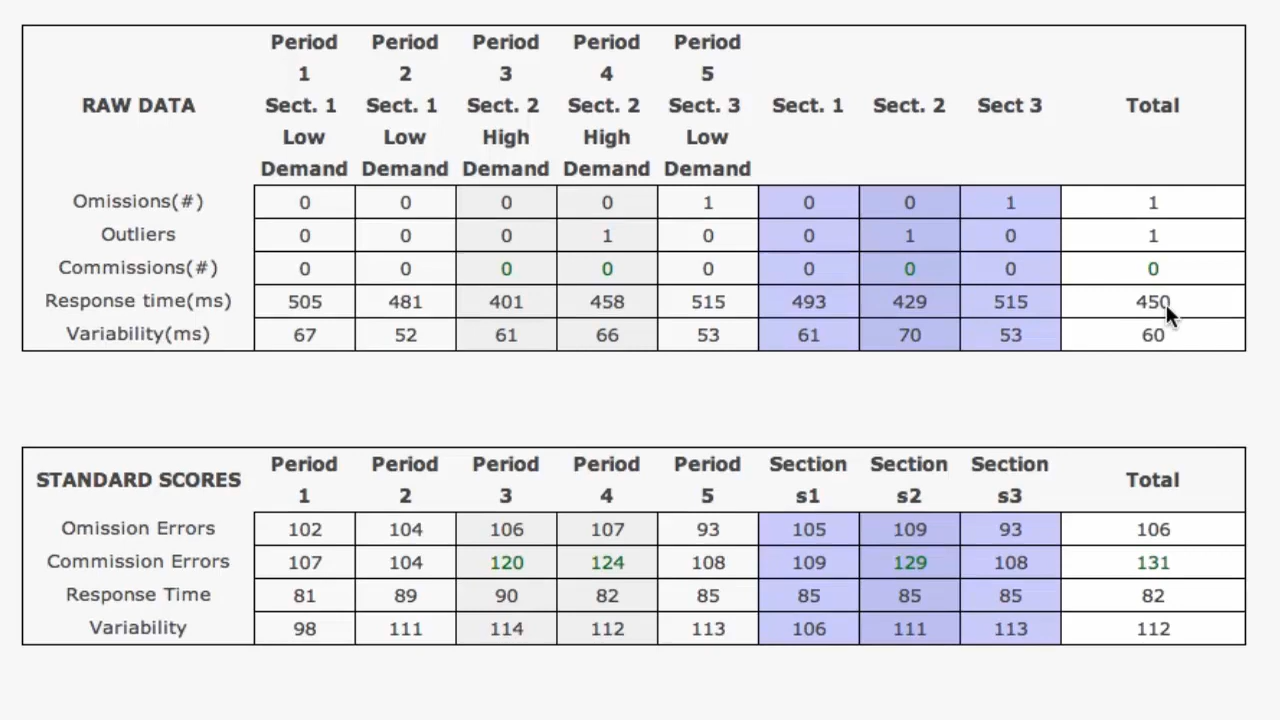 Period Period Period Period Period
1 2 3 4 5
RAW DATA Sect. 1 Sect. 1 Sect. 2 Sect. 2 Sect. 3 Sect. 1 Sect. 2 Sect 3 Total
Low Low High High Low
Demand Demand Demand Demand Demand
Omissions(#) 0 0 0 0 1 0 0 1 1
Outliers 0 0 0 1 0 0 1 0 1
Commissions(#) 0 0 0 0 0 0 0 0 0
Response time(ms) 505 481 401 458 515 493 429 515 450
Variability(ms) 67 52 61 66 53 61 70 53 60
Period Period Period Period Period Section Section Section
STANDARD SCORES 1 2 3 4 5 s1 s2 s3 Total
Omission Errors 102 104 106 107 93 105 109 93 106
Commission Errors 107 104 120 124 108 109 129 108 131
Response Time 81 89 90 82 85 85 85 85 82
Variability 98 111 114 112 113 106 111 113 112